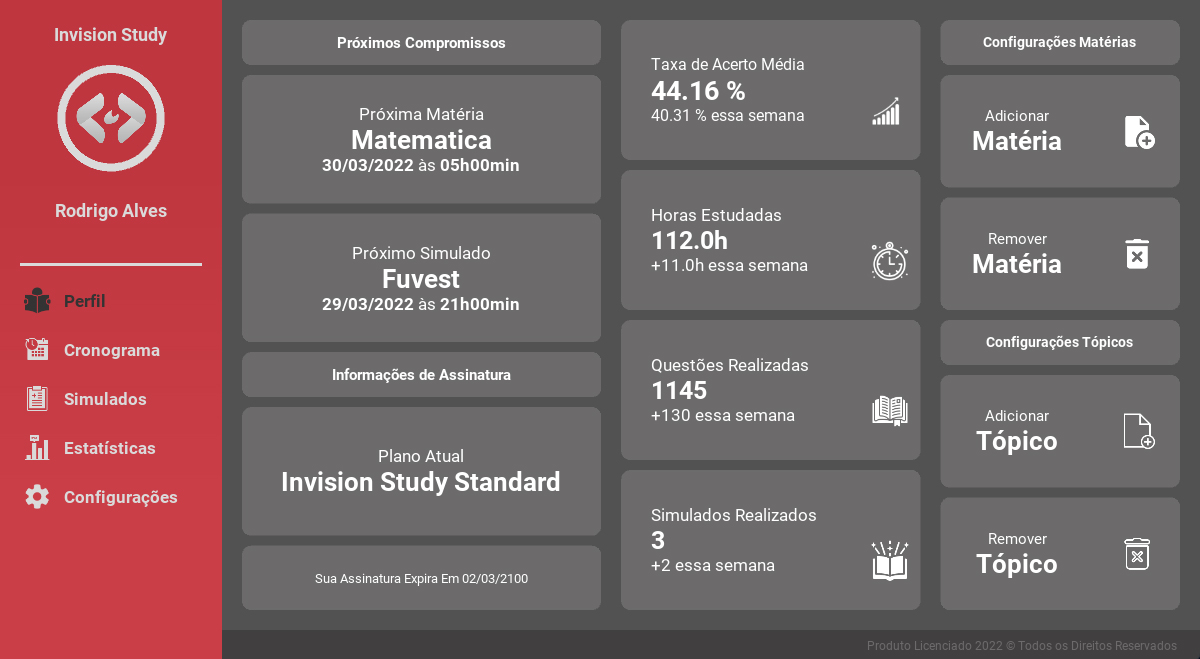 Invision Study
Rodrigo Alves
Perfil
Cronograma
Simulados
Estatísticas
Configurações
Próximos Compromissos
Próxima Matéria
Matematica
30/03/2022 às 05h00min
Próximo Simulado
Fuvest
29/03/2022 às 21h00min
Informações de Assinatura
Plano Atual
Invision Study Standard
Sua Assinatura Expira Em 02/03/2100
Taxa de Acerto Média
44.16 %
40.31 % essa semana
Horas Estudadas
112.0h
+11.0h essa semana
Questões Realizadas
1145
+130 essa semana
Simulados Realizados
3
+2 essa semana
Configurações Matérias
Adicionar
Matéria
Remover
Matéria
Configurações Tópicos
Adicionar
Tópico
Remover
Tópico
Produto Licenciado 2022 © Todos os Direitos Reservados